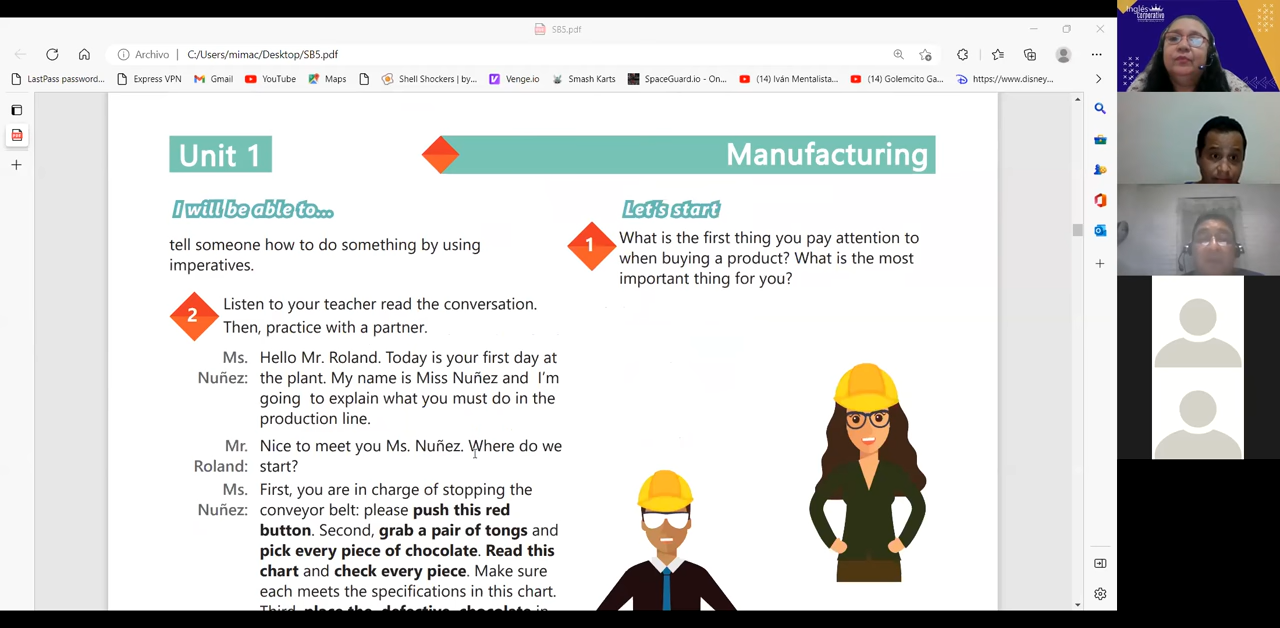 SB5.pdf
Archivo
C:/Users/mimac/Desktop/SB5.pdf
LastPass password...
Express VPN
Gmail
YouTube
Maps
Shell Shockers | by...
Venge.io
Smash Karts
SpaceGuard.io - On...
(14) Iván Mentalista...
(14) Golemcito Ga...
https://www.disney...
Inglés
Corporativo
Unit 1
Manufacturing
I will be able to...
tell someone how to do something by using
imperatives.
Let's start
1
What is the first thing you pay attention to
when buying a product? What is the most
important thing for you?
2
Listen to your teacher read the conversation.
Then, practice with a partner.
Ms. Hello Mr. Roland. Today is your first day at
Nuñez: the plant. My name is Miss Nuñez and I'm
going to explain what you must do in the
production line.
Mr. Nice to meet you Ms. Nuñez. Where do we
Roland: start?
Ms. First, you are in charge of stopping the
Nuñez: conveyor belt: please push this red
button. Second, grab a pair of tongs and
pick every piece of chocolate. Read this
chart and check every piece. Make sure
each meets the specifications in this chart.
Third, place the defective chocolate in